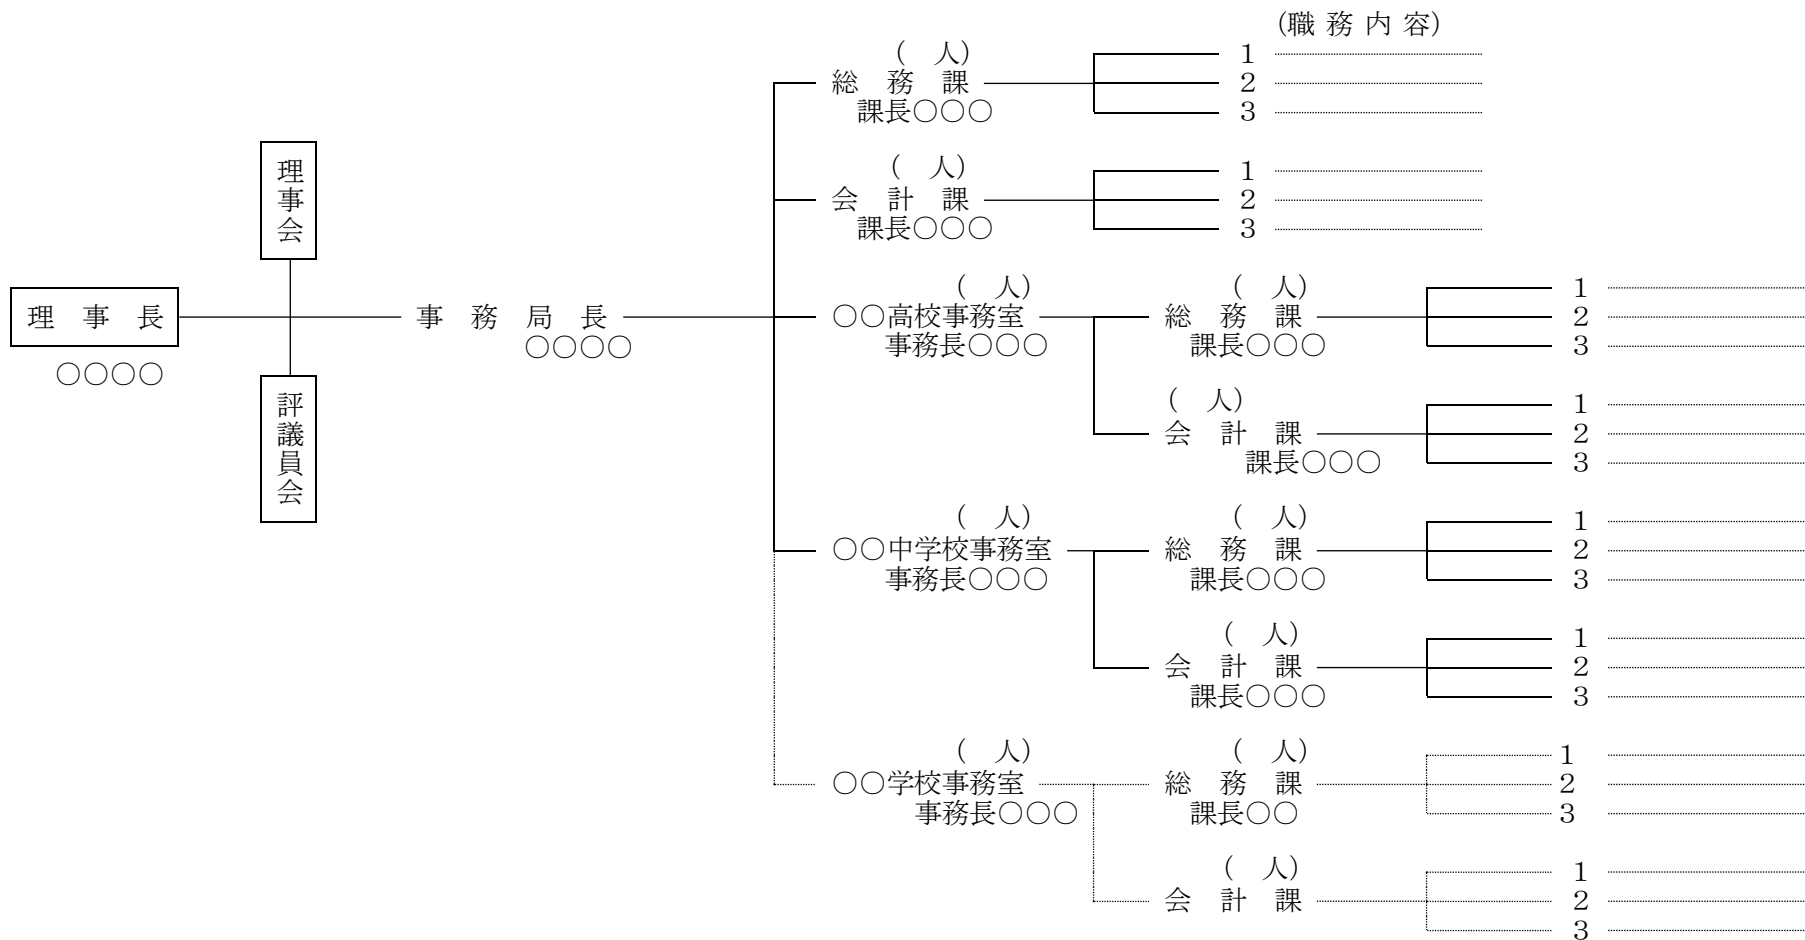 (職 務 内 容)
(　人)
総　務　課
課長○○○
1
2
3
(　人)
会　計　課
課長○○○
1
2
3
理事会
理　事　長
○○○○
評議員会
事　務　局　長
○○○○
(　人)
○○高校事務室
事務長○○○
(　人)
総　務　課
課長○○○
1
2
3
(　人)
会　計　課
課長○○○
1
2
3
(　人)
○○中学校事務室
事務長○○○
(　人)
総　務　課
課長○○○
1
2
3
(　人)
会　計　課
課長○○○
1
2
3
(　人)
○○学校事務室
事務長○○○
(　人)
総　務　課
課長○○
1
2
3
(　人)
会　計　課
1
2
3